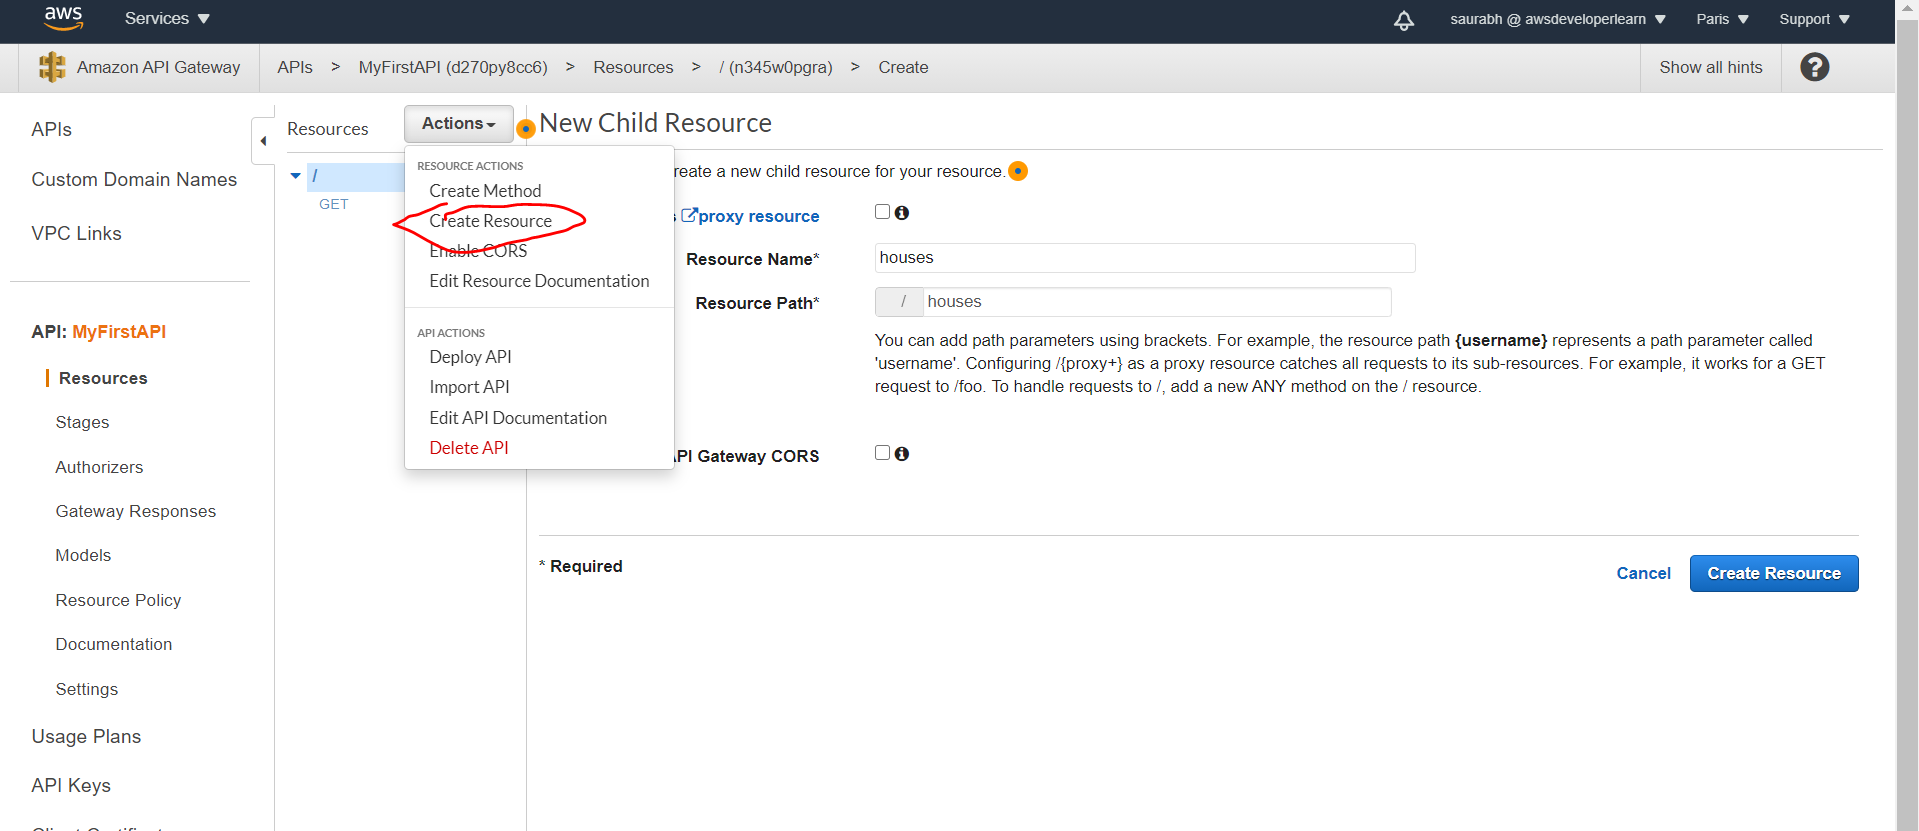 aws Services saurabh @ awsdeveloperlearn Paris Support
Amazon API Gateway APIs > MyFirstAPI (d270py8cc6) > Resources > / (n345w0pgra) > Create Show all hints ?
APIs
Custom Domain Names
VPC Links
API: MyFirstAPI
Resources
Stages
Authorizers
Gateway Responses
Models
Resource Policy
Documentation
Settings
Usage Plans
API Keys
Resources Actions
/
GET
RESOURCE ACTIONS
Create Method
Create Resource
Enable CORS
Edit Resource Documentation
API ACTIONS
Deploy API
Import API
Edit API Documentation
Delete API
New Child Resource
reate a new child resource for your resource.
s proxy resource
Resource Name* houses
Resource Path* / houses
You can add path parameters using brackets. For example, the resource path {username} represents a path parameter called
'username'. Configuring /{proxy+} as a proxy resource catches all requests to its sub-resources. For example, it works for a GET
request to /foo. To handle requests to /, add a new ANY method on the / resource.
API Gateway CORS
* Required
Cancel Create Resource